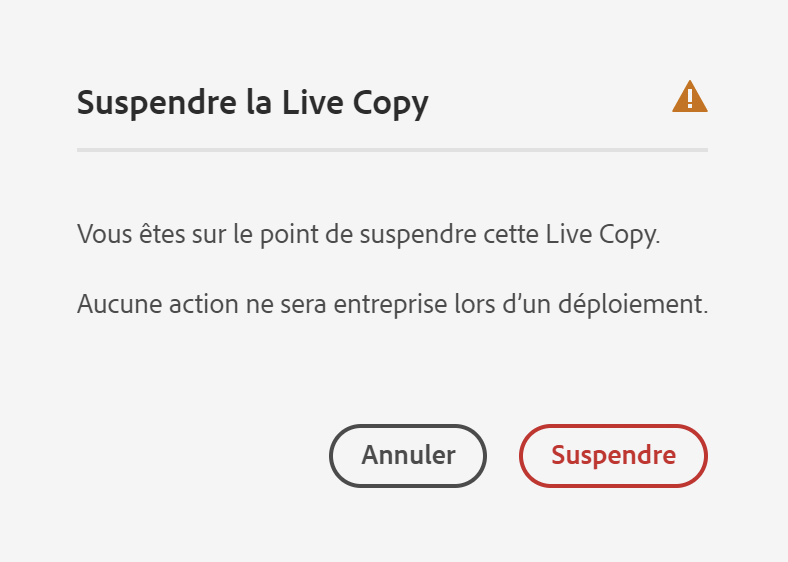 Suspendre la Live Copy
Vous êtes sur le point de suspendre cette Live Copy.
Aucune action ne sera entreprise lors d’un déploiement.
Annuler
Suspendre